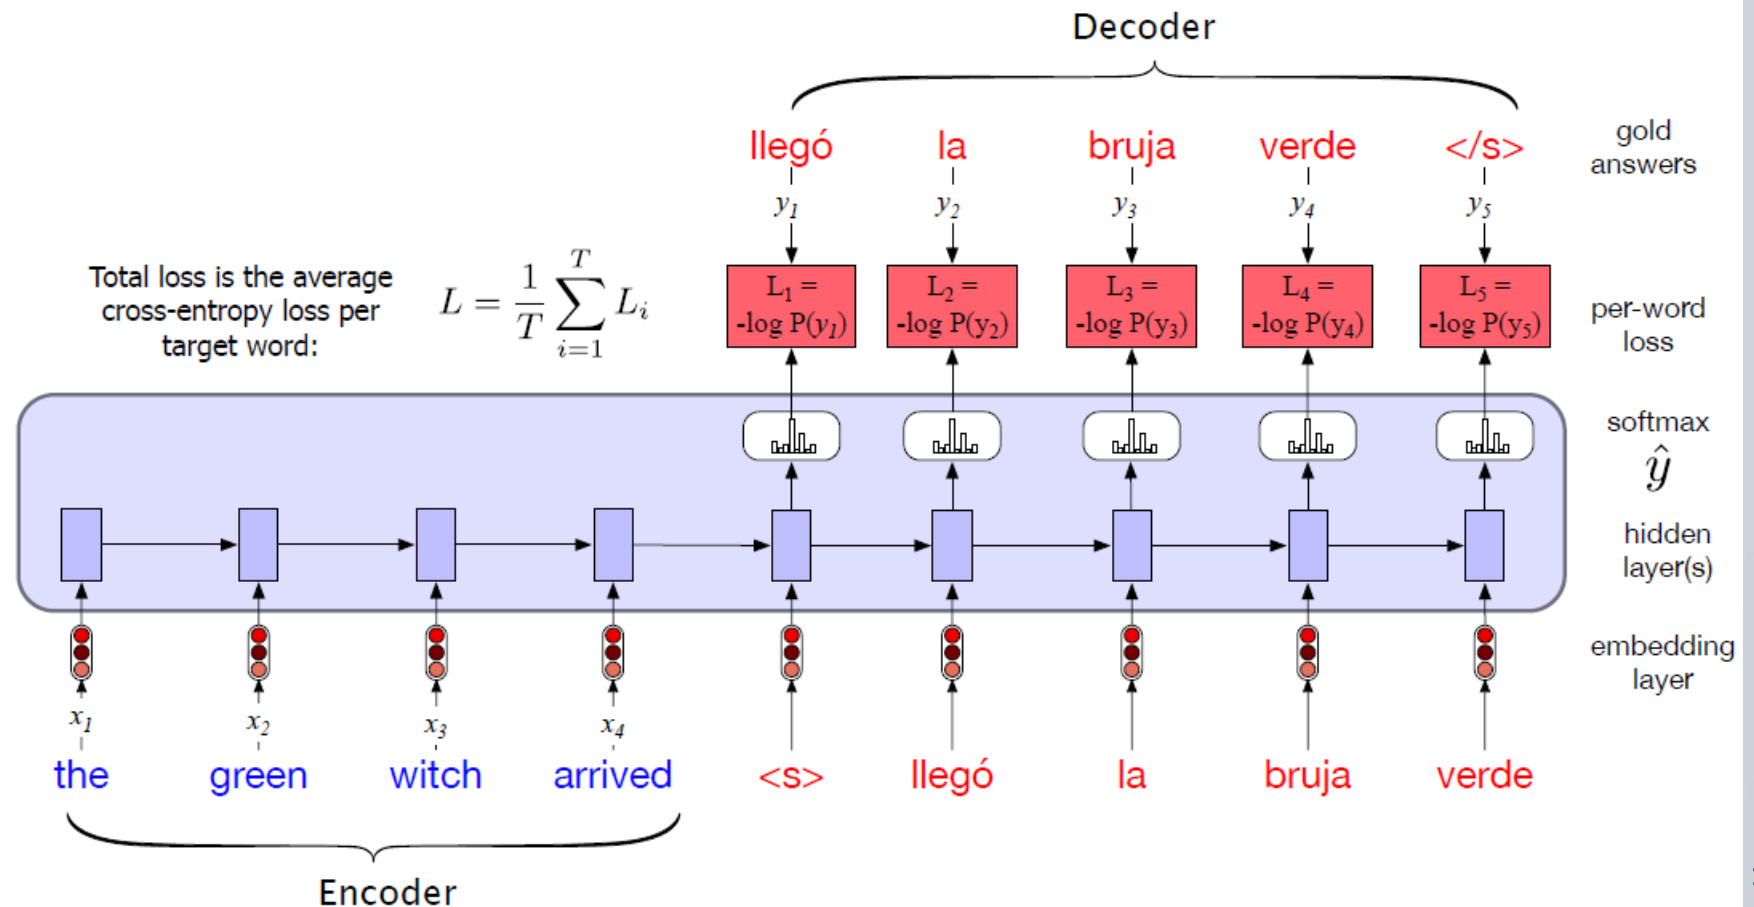 Decoder
llegó la bruja verde </s>
gold
answers
y1 y2 y3 y4 y5
Total loss is the average
cross-entropy loss per
target word:
L = 1/T ∑ i=1 T Li
L1 =
-log P(y1)
L2 =
-log P(y2)
L3 =
-log P(y3)
L4 =
-log P(y4)
L5 =
-log P(y5)
per-word
loss
softmax
ŷ
hidden
layer(s)
embedding
layer
x1 x2 x3 x4
the green witch arrived <s> llegó la bruja verde
Encoder